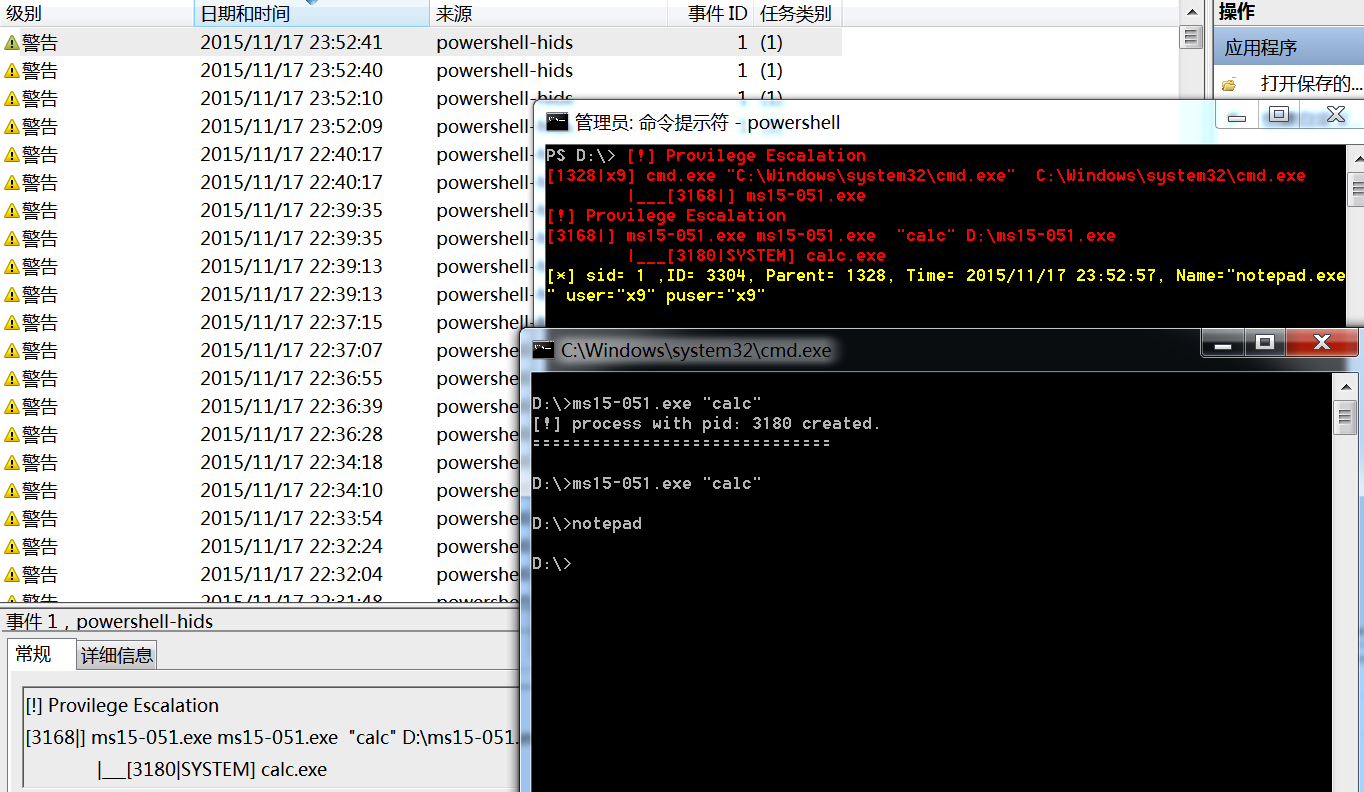 级别 日期和时间 来源 事件 ID 任务类别
警告 2015/11/17 23:52:41 powershell-hids 1 (1)
警告 2015/11/17 23:52:40 powershell-hids 1 (1)
警告 2015/11/17 23:52:10 powershell-hids 1 (1)
警告 2015/11/17 23:52:09 powershell-
警告 2015/11/17 22:40:17 powershell-
警告 2015/11/17 22:40:17 powershell-
警告 2015/11/17 22:39:35 powershell-
警告 2015/11/17 22:39:35 powershell-
警告 2015/11/17 22:39:13 powershell-
警告 2015/11/17 22:39:13 powershell-
警告 2015/11/17 22:37:15 powershell-
警告 2015/11/17 22:37:07 powershe
警告 2015/11/17 22:36:55 powershe
警告 2015/11/17 22:36:39 powershe
警告 2015/11/17 22:36:28 powershe
警告 2015/11/17 22:34:18 powershe
警告 2015/11/17 22:34:10 powershe
警告 2015/11/17 22:33:54 powershe
警告 2015/11/17 22:32:24 powershe
警告 2015/11/17 22:32:04 powershe
警告 2015/11/17 22:31:48 powershe
事件 1，powershell-hids
常规 详细信息
[!] Provilege Escalation
[3168|] ms15-051.exe ms15-051.exe  "calc" D:\ms15-051.
|___[3180|SYSTEM] calc.exe
操作
应用程序
打开保存的...
管理员: 命令提示符 - powershell
PS D:\> [!] Provilege Escalation
[1328|x9] cmd.exe "C:\Windows\system32\cmd.exe"  C:\Windows\system32\cmd.exe
|___[3168|] ms15-051.exe
[!] Provilege Escalation
[3168|] ms15-051.exe ms15-051.exe  "calc" D:\ms15-051.exe
|___[3180|SYSTEM] calc.exe
[*] sid= 1 ,ID= 3304, Parent= 1328, Time= 2015/11/17 23:52:57, Name="notepad.exe
" user="x9" puser="x9"
C:\Windows\system32\cmd.exe
D:\>ms15-051.exe "calc"
[!] process with pid: 3180 created.
==============================
D:\>ms15-051.exe "calc"
D:\>notepad
D:\>